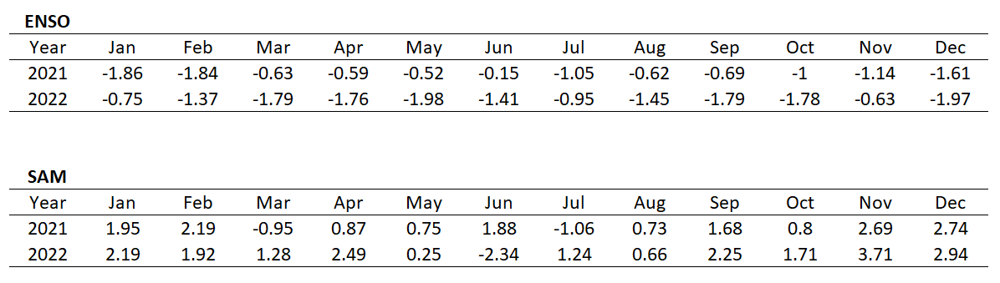 ENSO
Year Jan Feb Mar Apr May Jun Jul Aug Sep Oct Nov Dec
2021 -1.86 -1.84 -0.63 -0.59 -0.52 -0.15 -1.05 -0.62 -0.69 -1 -1.14 -1.61
2022 -0.75 -1.37 -1.79 -1.76 -1.98 -1.41 -0.95 -1.45 -1.79 -1.78 -0.63 -1.97
SAM
Year Jan Feb Mar Apr May Jun Jul Aug Sep Oct Nov Dec
2021 1.95 2.19 -0.95 0.87 0.75 1.88 -1.06 0.73 1.68 0.8 2.69 2.74
2022 2.19 1.92 1.28 2.49 0.25 -2.34 1.24 0.66 2.25 1.71 3.71 2.94